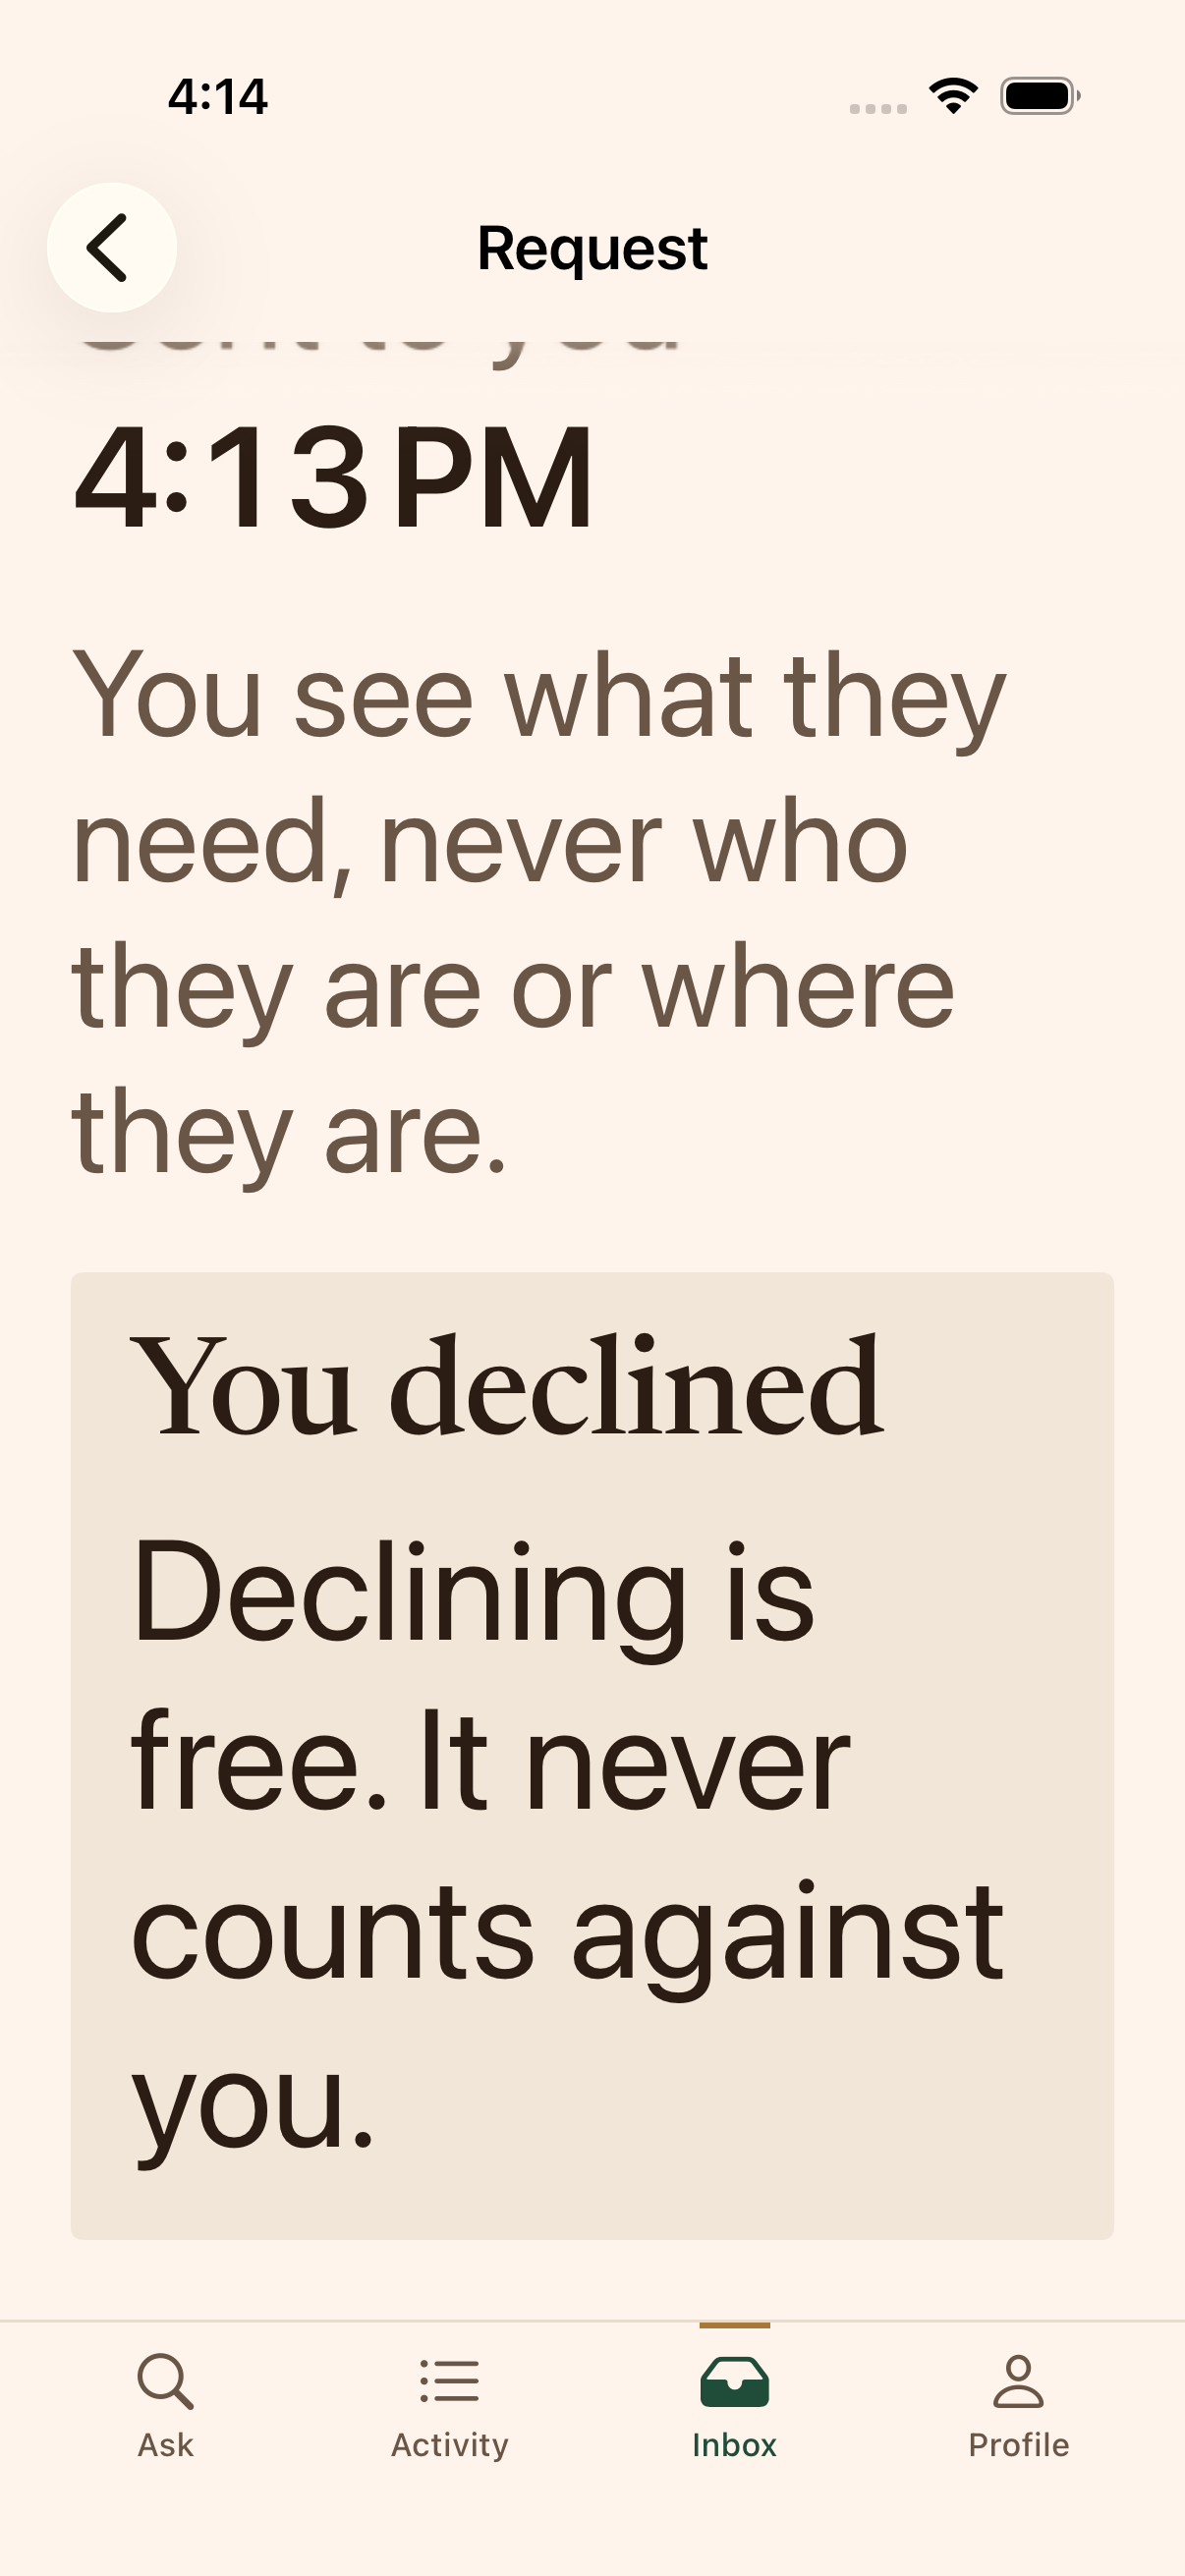 4:14
Request
4:13 PM
You see what they
need, never who
they are or where
they are.
You declined
Declining is
free. It never
counts against
you.
Ask
Activity
Inbox
Profile